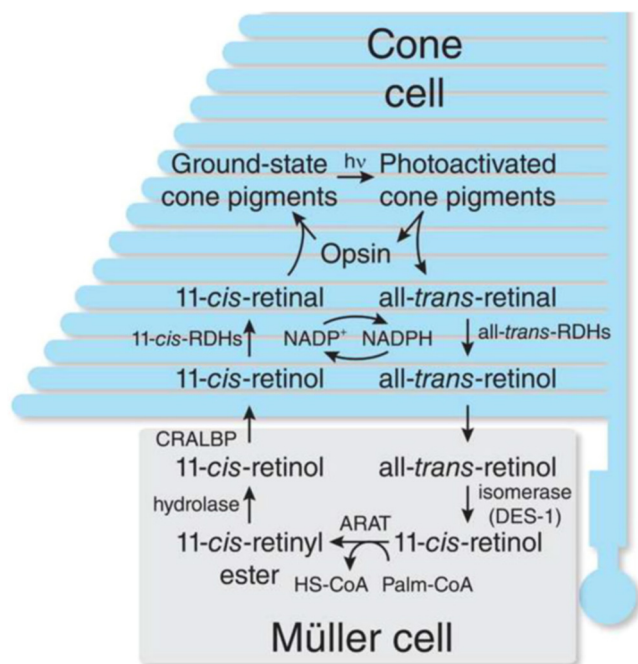 Cone
cell
Ground-state hν Photoactivated
cone pigments cone pigments
Opsin
11-cis-retinal all-trans-retinal
11-cis-RDHs NADP⁺ NADPH all-trans-RDHs
11-cis-retinol all-trans-retinol
CRALBP
11-cis-retinol all-trans-retinol
hydrolase isomerase
(DES-1)
ARAT
11-cis-retinyl 11-cis-retinol
ester HS-CoA Palm-CoA
Müller cell